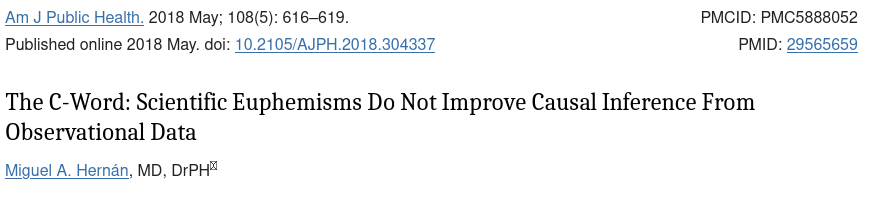 Am J Public Health. 2018 May; 108(5): 616–619.
PMCID: PMC5888052
Published online 2018 May. doi: 10.2105/AJPH.2018.304337
PMID: 29565659
The C-Word: Scientific Euphemisms Do Not Improve Causal Inference From
Observational Data
Miguel A. Hernán, MD, DrPH